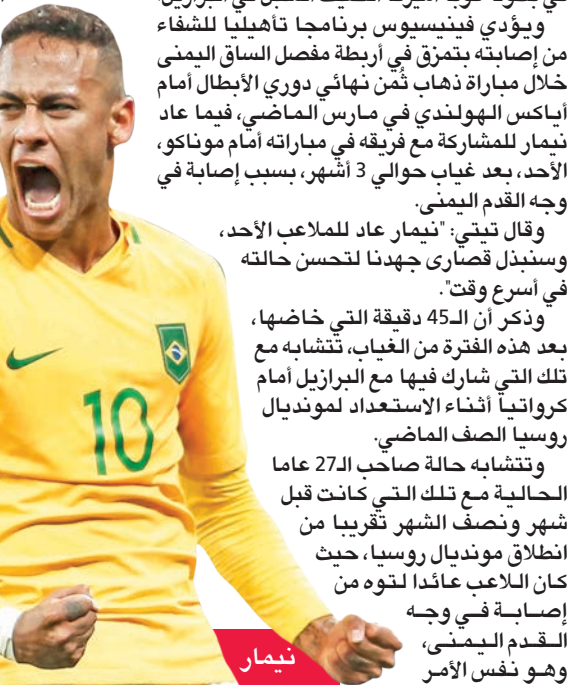 ويؤدي فينيسيوس برنامجا تأهيليا للشفاء
من إصابته بتمزق في أربطة مفصل الساق اليمنى
خلال مباراة ذهاب ثُمن نهائي دوري الأبطال أمام
أياكس الهولندي في مارس الماضي، فيما عاد
نيمار للمشاركة مع فريقه في مباراته أمام موناكو،
الأحد، بعد غياب حوالي 3 أشهر، بسبب إصابة في
وجه القدم اليمنى.
وقال تيتي: "نيمار عاد للملاعب الأحد،
وسنبذل قصارى جهدنا لتحسن حالته
في أسرع وقت".
وذكر أن الـ45 دقيقة التي خاضها،
بعد هذه الفترة من الغياب، تتشابه مع
تلك التي شارك فيها مع البرازيل أمام
كرواتيا أثناء الاستعداد لمونديال
روسيا الصف الماضي.
وتتشابه حالة صاحب الـ27 عاما
الحالية مع تلك التي كانت قبل
شهر ونصف الشهر تقريبا من
انطلاق مونديال روسيا، حيث
كان اللاعب عائدا لتوه من
إصابة في وجه
القدم اليمنى،
وهو نفس الأمر
10
نيمار